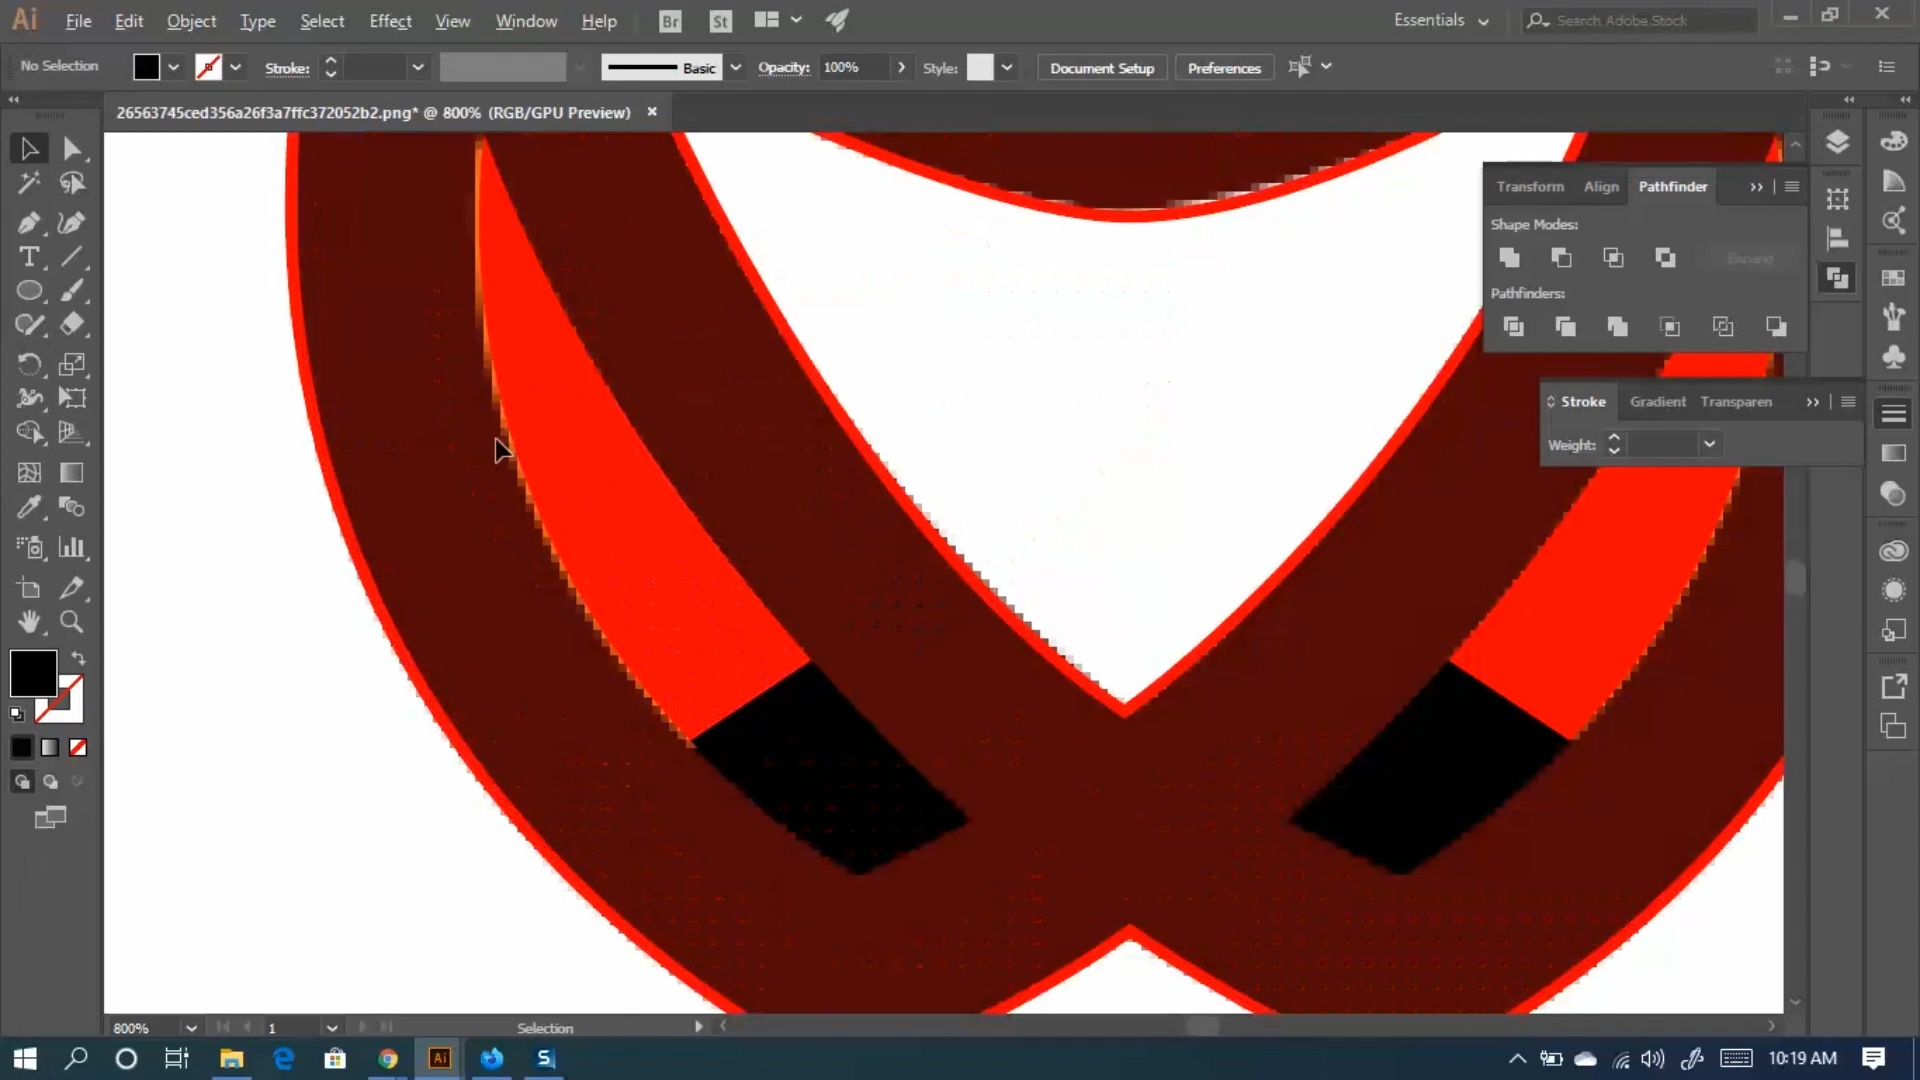 Ai File Edit Object Type Select Effect View Window Help Br St Essentials Search Adobe Stock
No Selection Stroke: Basic Opacity: 100% Style: Document Setup Preferences
26563745ced356a26f3a7ffc372052b2.png* @ 800% (RGB/GPU Preview)
Transform Align Pathfinder
Shape Modes:
Expand
Pathfinders:
Stroke Gradient Transparen
Weight:
800% 1 Selection
Ai S 10:19 AM